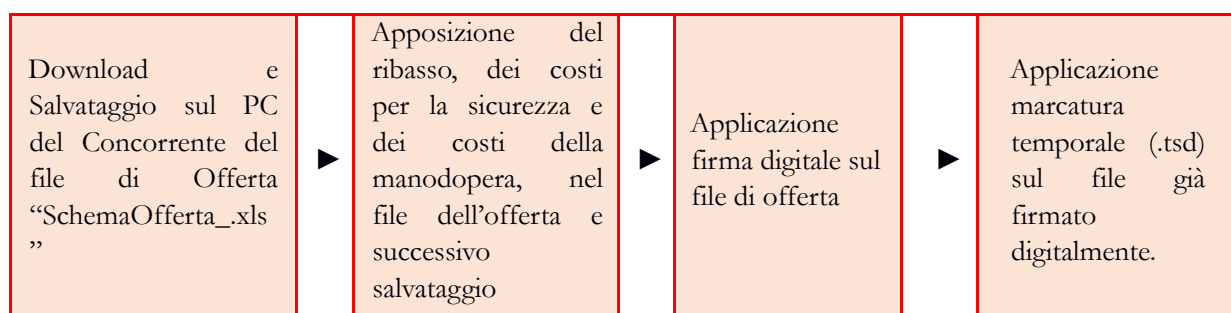 Download e
Salvataggio sul PC
del Concorrente del
file di Offerta
“SchemaOfferta_.xls
”
Apposizione del
ribasso, dei costi
per la sicurezza e
dei costi della
manodopera, nel
file dell’offerta e
successivo
salvataggio
Applicazione
firma digitale sul
file di offerta
Applicazione
marcatura
temporale (.tsd)
sul file già
firmato
digitalmente.